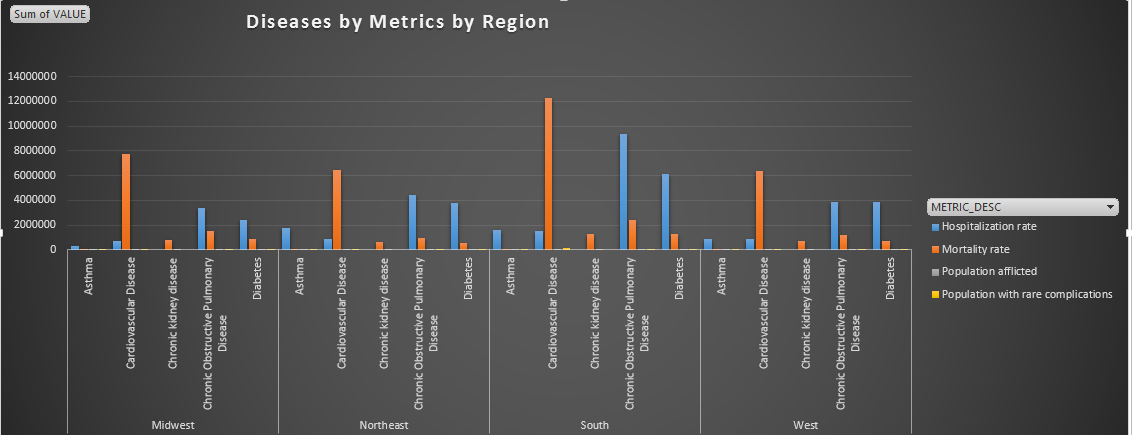 Sum of VALUE
Diseases by Metrics by Region
14000000
12000000
10000000
8000000
6000000
4000000
2000000
0
Asthma
Cardiovascular Disease
Chronic kidney disease
Chronic Obstructive Pulmonary
Disease
Diabetes
Asthma
Cardiovascular Disease
Chronic kidney disease
Chronic Obstructive Pulmonary
Disease
Diabetes
Asthma
Cardiovascular Disease
Chronic kidney disease
Chronic Obstructive Pulmonary
Disease
Diabetes
Asthma
Cardiovascular Disease
Chronic kidney disease
Chronic Obstructive Pulmonary
Disease
Diabetes
Midwest
Northeast
South
West
METRIC_DESC
Hospitalization rate
Mortality rate
Population afflicted
Population with rare complications